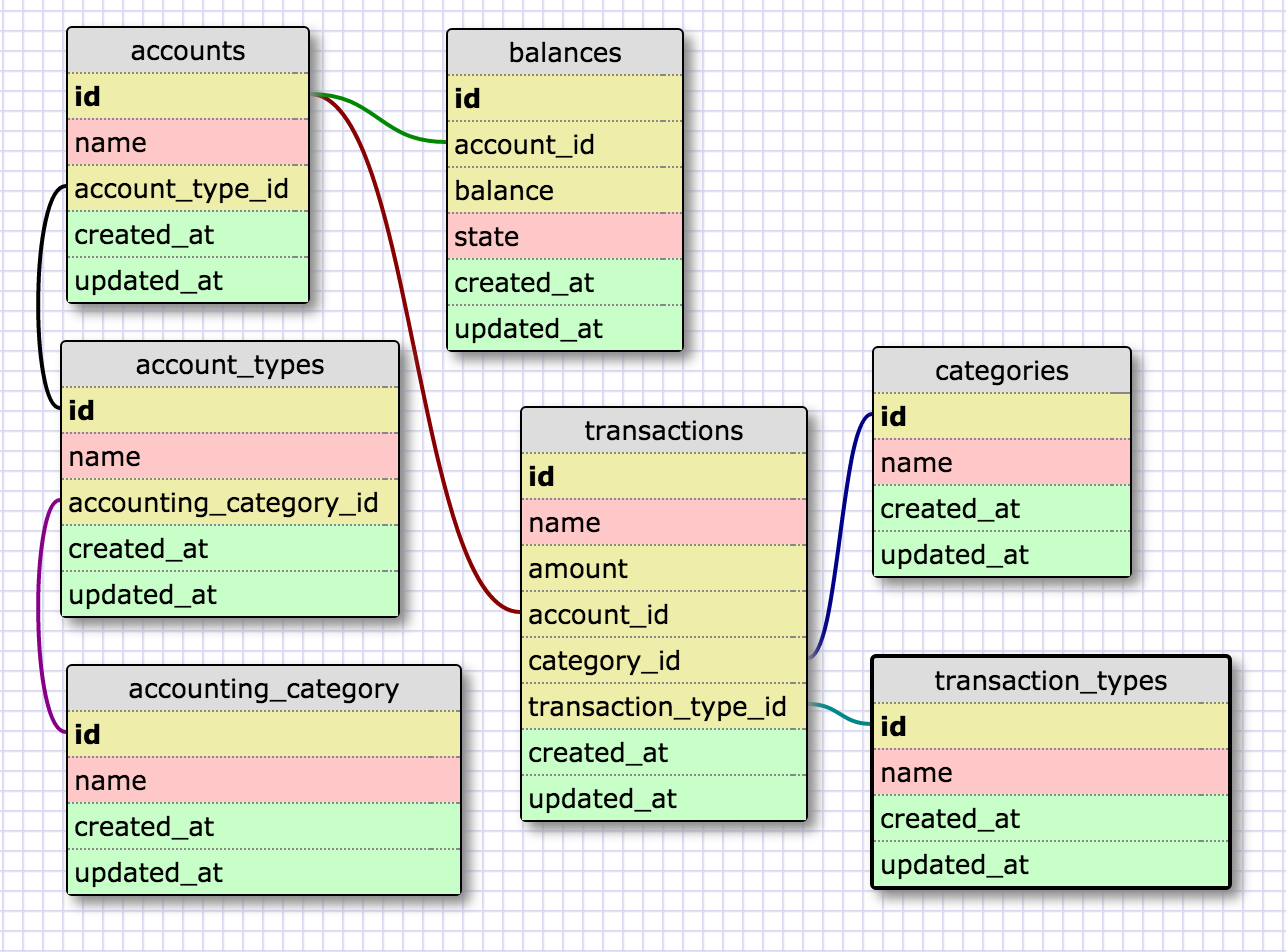 accounts
id
name
account_type_id
created_at
updated_at
balances
id
account_id
balance
state
created_at
updated_at
account_types
id
name
accounting_category_id
created_at
updated_at
transactions
id
name
amount
account_id
category_id
transaction_type_id
created_at
updated_at
categories
id
name
created_at
updated_at
accounting_category
id
name
created_at
updated_at
transaction_types
id
name
created_at
updated_at